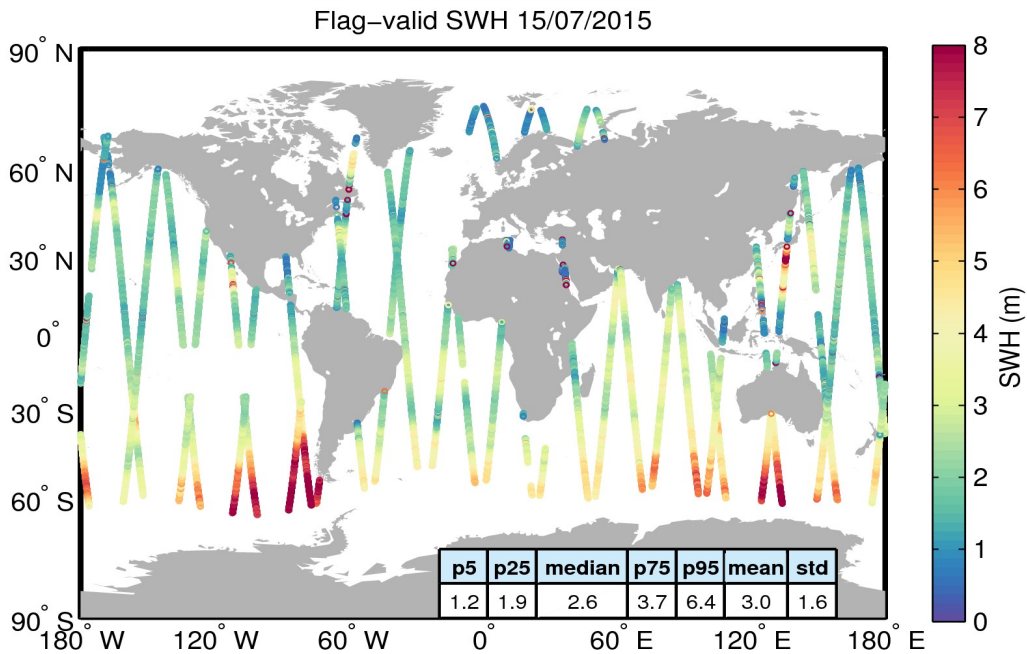 Flag−valid SWH 15/07/2015
90° N
60° N
30° N
0°
30° S
60° S
90° S
180° W
120° W
60° W
0°
60° E
120° E
180° E
p5 p25 median p75 p95 mean std
1.2 1.9 2.6 3.7 6.4 3.0 1.6
8
7
6
5
4
3
2
1
0
SWH (m)